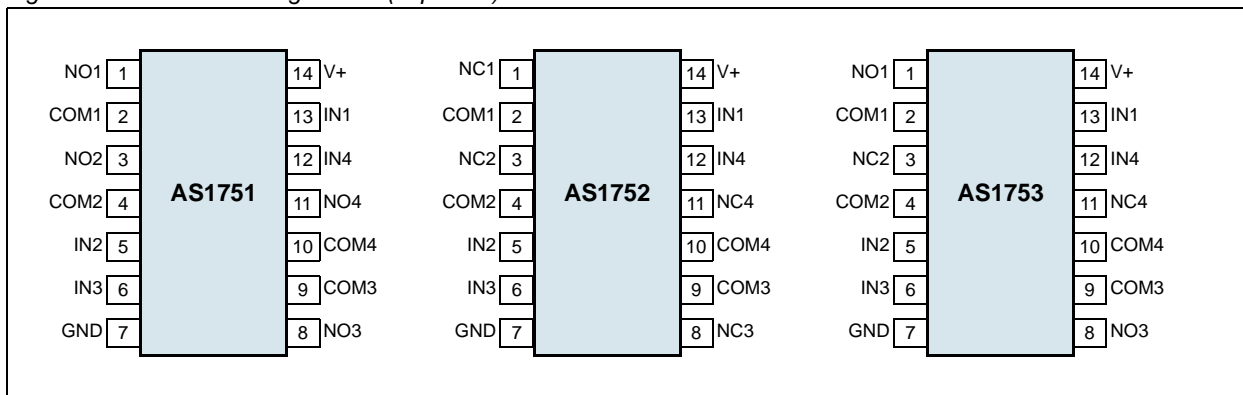 NO1 1 14 V+
COM1 2 13 IN1
NO2 3 12 IN4
COM2 4 AS1751 11 NO4
IN2 5 10 COM4
IN3 6 9 COM3
GND 7 8 NO3
NC1 1 14 V+
COM1 2 13 IN1
NC2 3 12 IN4
COM2 4 AS1752 11 NC4
IN2 5 10 COM4
IN3 6 9 COM3
GND 7 8 NC3
NO1 1 14 V+
COM1 2 13 IN1
NC2 3 12 IN4
COM2 4 AS1753 11 NC4
IN2 5 10 COM4
IN3 6 9 COM3
GND 7 8 NO3